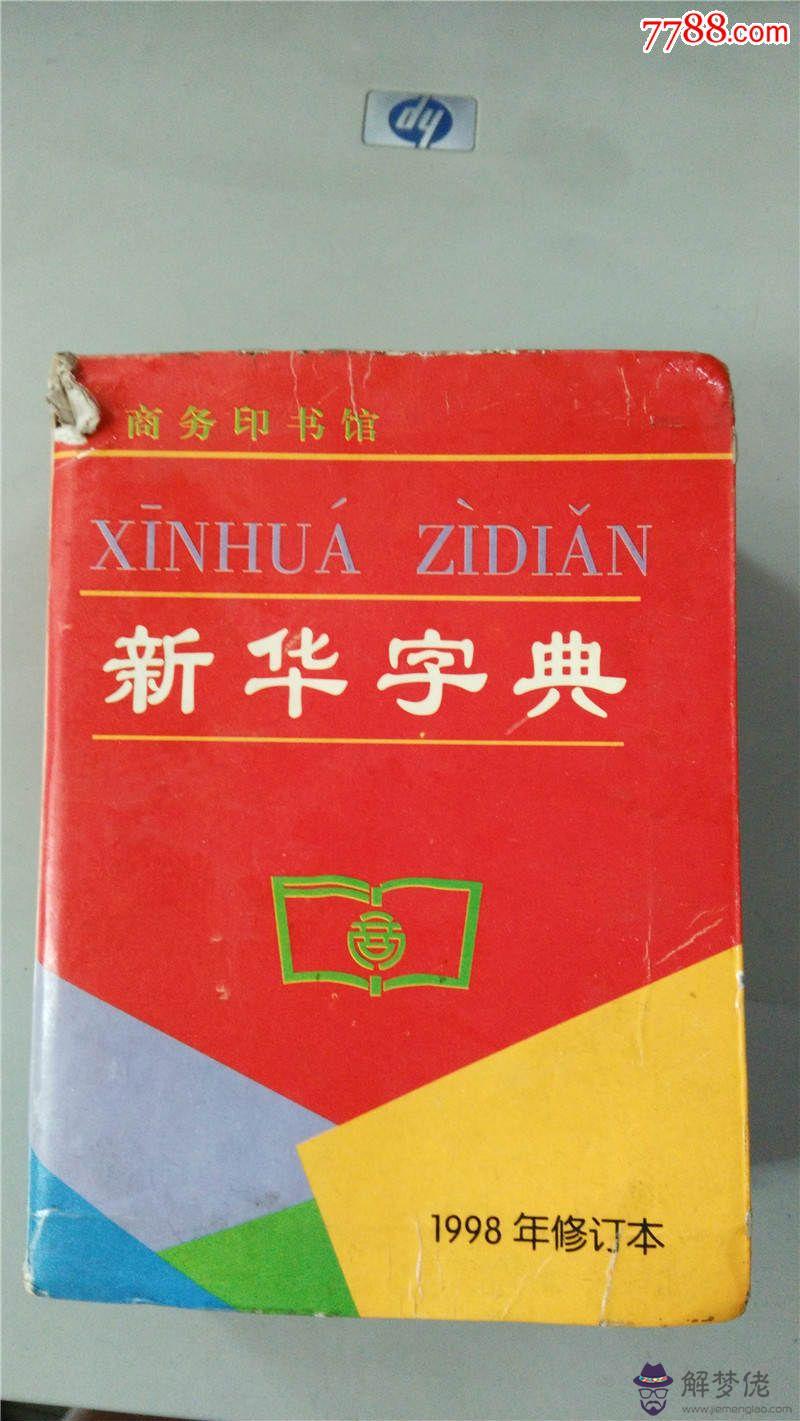 7788.com
hp
商务印书馆
XĪNHUÁ ZÌDIǍN
新华字典
1998年修订本
解梦佬
www.jiemenglao.com